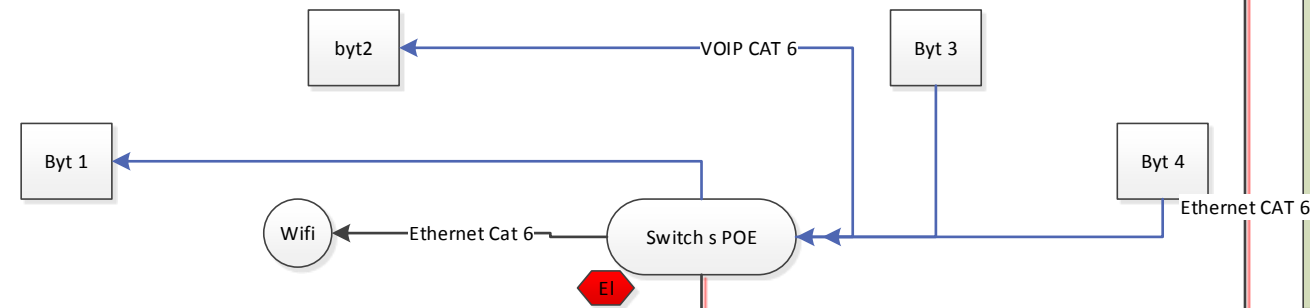 byt2
VOIP CAT 6
Byt 3
Byt 1
Byt 4
Ethernet CAT 6
Wifi
Ethernet Cat 6
Switch s POE
El